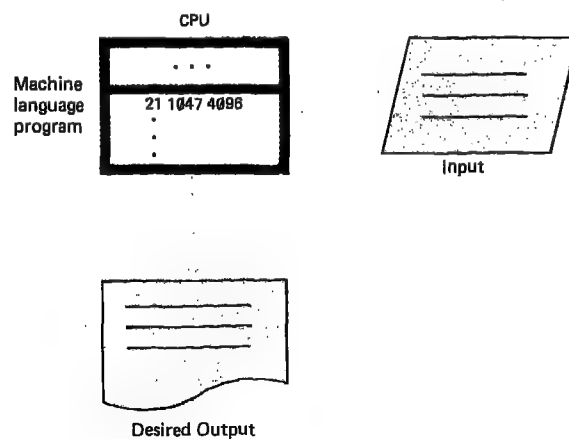 CPU
. . .
Machine
language
program
21 1047 4096
.
.
.
Input
Desired Output